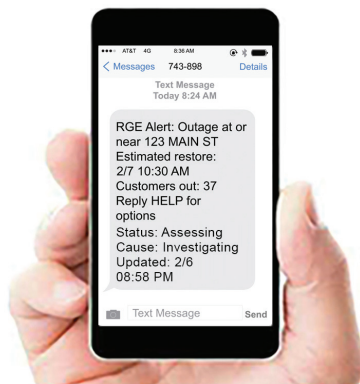 AT&T 4G 8:36 AM
Messages 743-898 Details
Text Message
Today 8:24 AM
RGE Alert: Outage at or
near 123 MAIN ST
Estimated restore:
2/7 10:30 AM
Customers out: 37
Reply HELP for
options
Status: Assessing
Cause: Investigating
Updated: 2/6
08:58 PM
Text Message Send